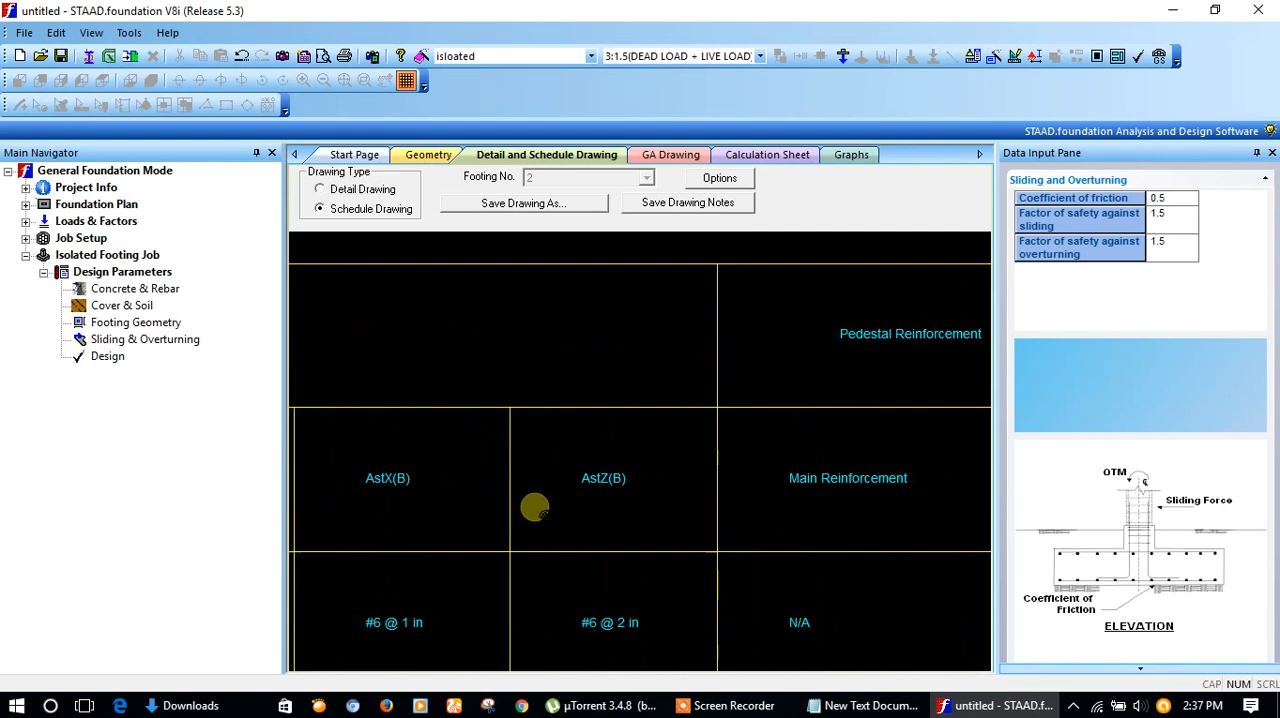 untitled - STAAD.foundation V8i (Release 5.3)
File Edit View Tools Help
isloated
3:1.5(DEAD LOAD + LIVE LOAD)
GS
STAAD.foundation Analysis and Design Software
Main Navigator
General Foundation Mode
Project Info
Foundation Plan
Loads & Factors
Job Setup
Isolated Footing Job
Design Parameters
Concrete & Rebar
Cover & Soil
Footing Geometry
Sliding & Overturning
Design
Start Page
Geometry
Detail and Schedule Drawing
GA Drawing
Calculation Sheet
Graphs
Drawing Type
Detail Drawing
Schedule Drawing
Footing No.
2
Options
Save Drawing As...
Save Drawing Notes
Pedestal Reinforcement
AstX(B)
AstZ(B)
Main Reinforcement
#6 @ 1 in
#6 @ 2 in
N/A
Data Input Pane
Sliding and Overturning
Coefficient of friction 0.5
Factor of safety against sliding 1.5
Factor of safety against overturning 1.5
OTM
Sliding Force
Coefficient of Friction
ELEVATION
CAP NUM SCRL
Downloads
µTorrent 3.4.8 (b...
Screen Recorder
New Text Docum...
untitled - STAAD.f...
2:37 PM